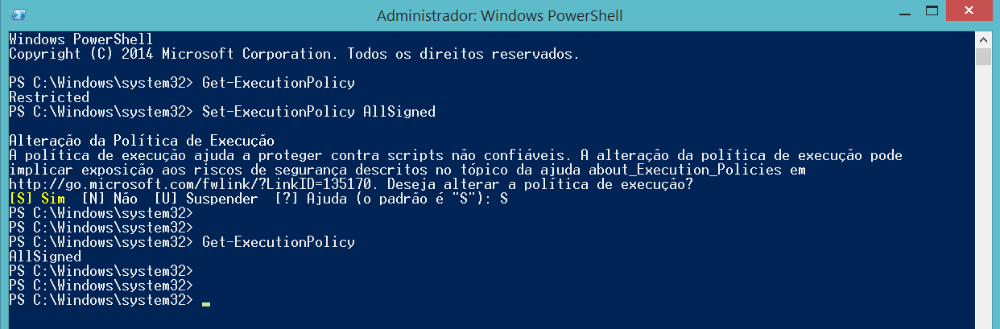 Administrador: Windows PowerShell
Windows PowerShell
Copyright (C) 2014 Microsoft Corporation. Todos os direitos reservados.
PS C:\Windows\system32> Get-ExecutionPolicy
Restricted
PS C:\Windows\system32> Set-ExecutionPolicy AllSigned
Alteração da Política de Execução
A política de execução ajuda a proteger contra scripts não confiáveis. A alteração da política de execução pode
implicar exposição aos riscos de segurança descritos no tópico da ajuda about_Execution_Policies em
http://go.microsoft.com/fwlink/?LinkID=135170. Deseja alterar a política de execução?
[S] Sim  [N] Não  [U] Suspender  [?] Ajuda (o padrão é "S"): S
PS C:\Windows\system32>
PS C:\Windows\system32>
PS C:\Windows\system32> Get-ExecutionPolicy
AllSigned
PS C:\Windows\system32>
PS C:\Windows\system32>
PS C:\Windows\system32>